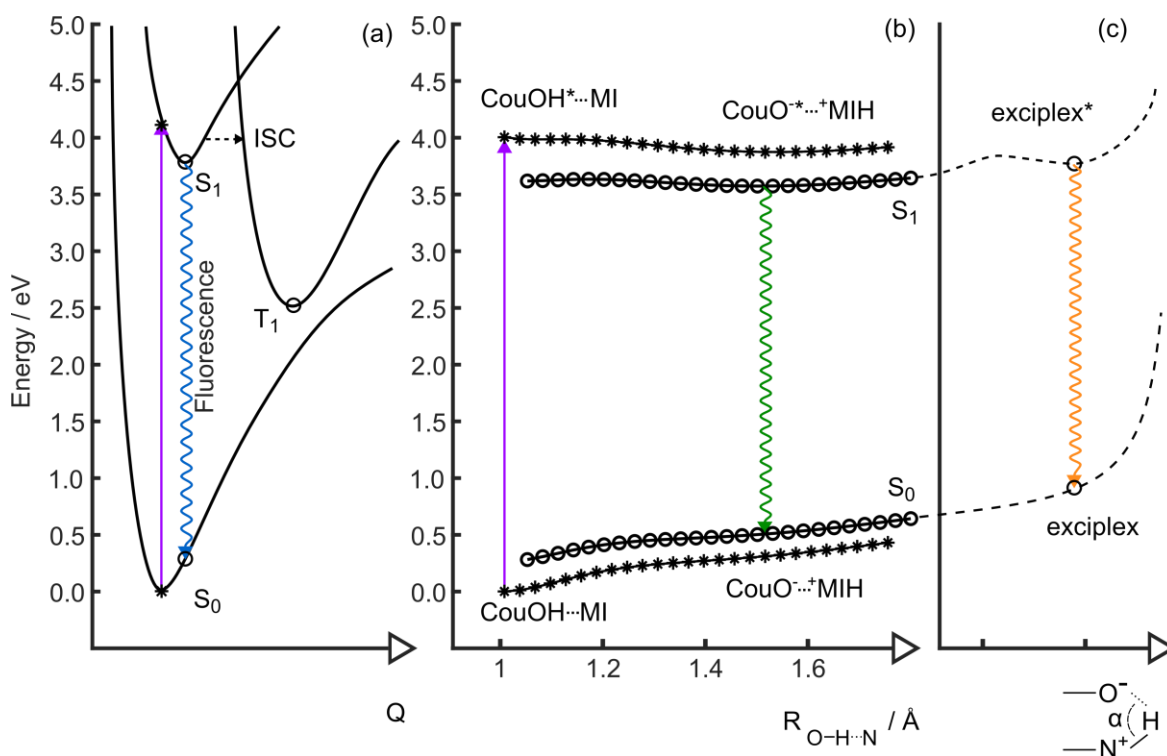 (a)
(b)
(c)
Energy / eV
5.0
4.5
4.0
3.5
3.0
2.5
2.0
1.5
1.0
0.5
0.0
ISC
S₁
T₁
Fluorescence
S₀
Q
5.0
4.5
4.0
3.5
3.0
2.5
2.0
1.5
1.0
0.5
0.0
CouOH*···MI
CouO⁻*···⁺MIH
S₁
S₀
CouOH···MI
CouO⁻···⁺MIH
1 1.2 1.4 1.6
R O–H···N / Å
exciplex*
exciplex
O⁻
α H
N⁺